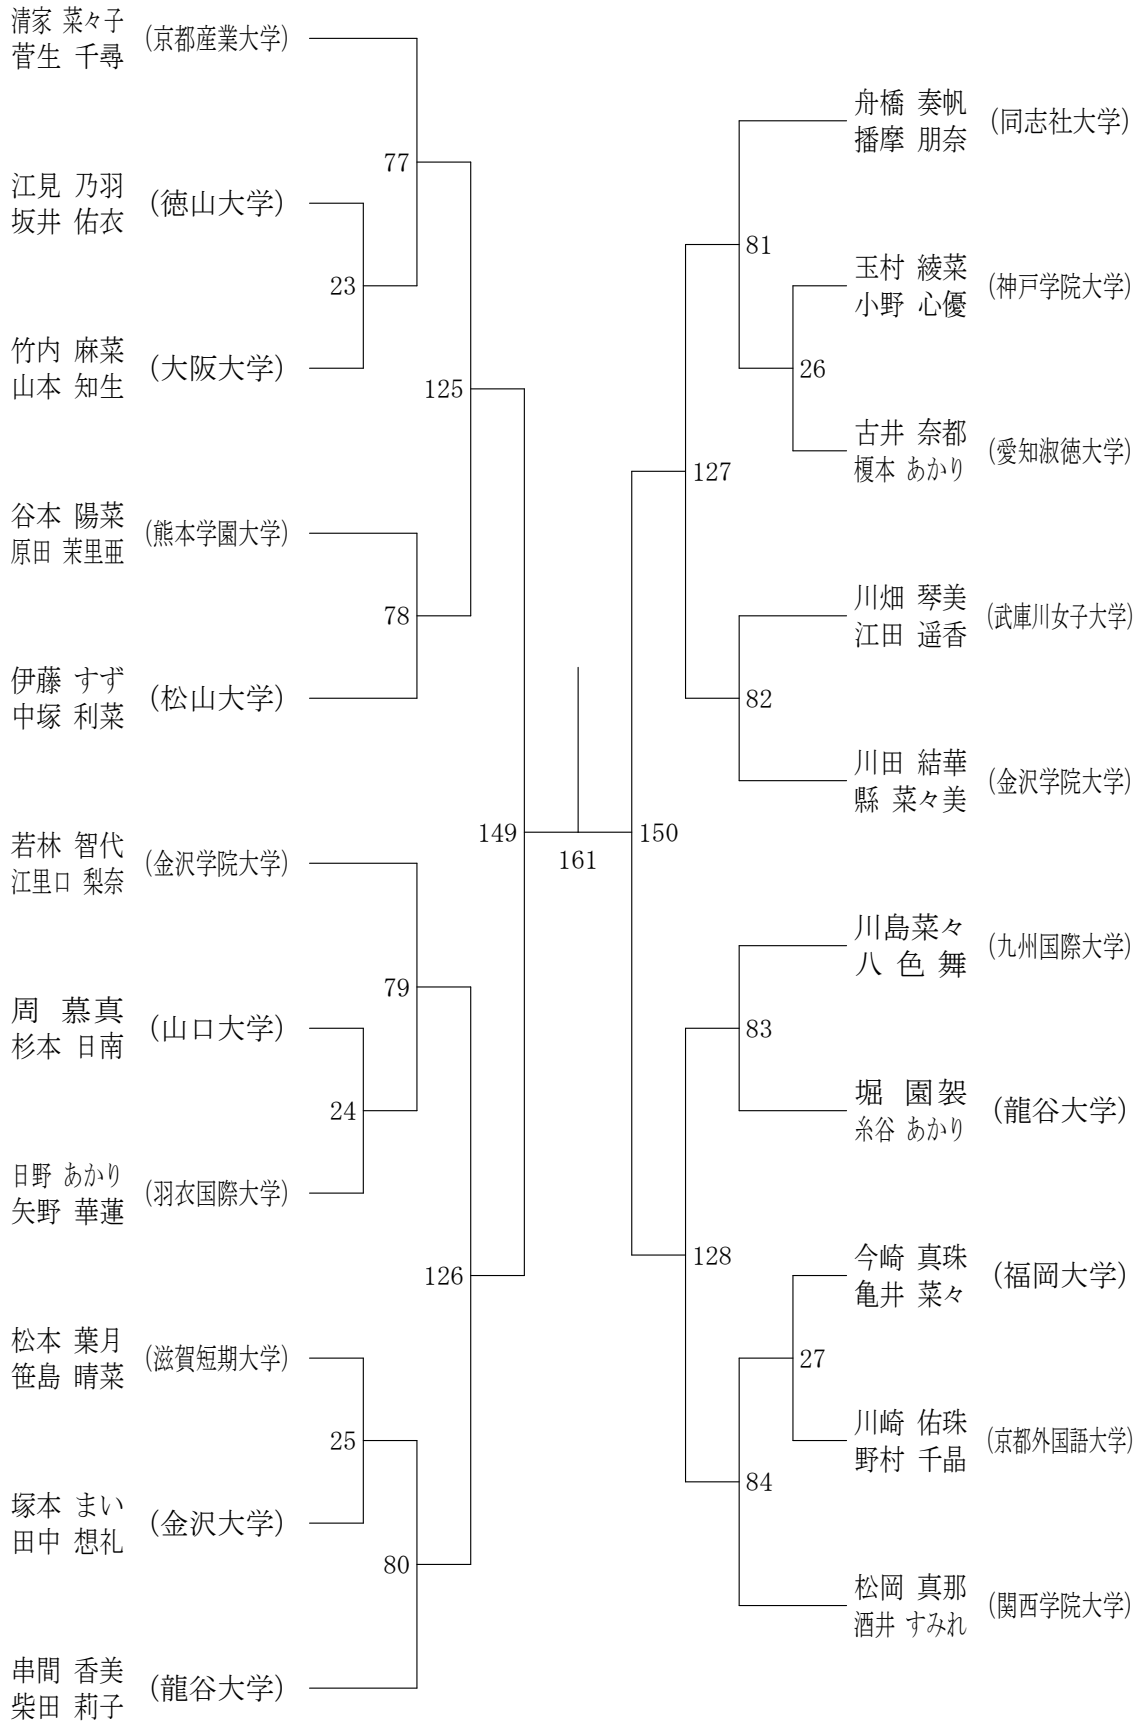 清家 菜々子
菅生 千尋
(京都産業大学)
江見 乃羽
坂井 佑衣
(徳山大学)
竹内 麻菜
山本 知生
(大阪大学)
谷本 陽菜
原田 茉里亜
(熊本学園大学)
伊藤 すず
中塚 利菜
(松山大学)
若林 智代
江里口 梨奈
(金沢学院大学)
周 慕真
杉本 日南
(山口大学)
日野 あかり
矢野 華蓮
(羽衣国際大学)
松本 葉月
笹島 晴菜
(滋賀短期大学)
塚本 まい
田中 想礼
(金沢大学)
串間 香美
柴田 莉子
(龍谷大学)
77
23
125
78
149
79
24
126
25
80
161
150
81
26
127
82
83
128
27
84
舟橋 奏帆
播摩 朋奈
(同志社大学)
玉村 綾菜
小野 心優
(神戸学院大学)
古井 奈都
榎本 あかり
(愛知淑徳大学)
川畑 琴美
江田 遥香
(武庫川女子大学)
川田 結華
縣 菜々美
(金沢学院大学)
川島菜々
八色舞
(九州国際大学)
堀 園袈
糸谷 あかり
(龍谷大学)
今崎 真珠
亀井 菜々
(福岡大学)
川崎 佑珠
野村 千晶
(京都外国語大学)
松岡 真那
酒井 すみれ
(関西学院大学)